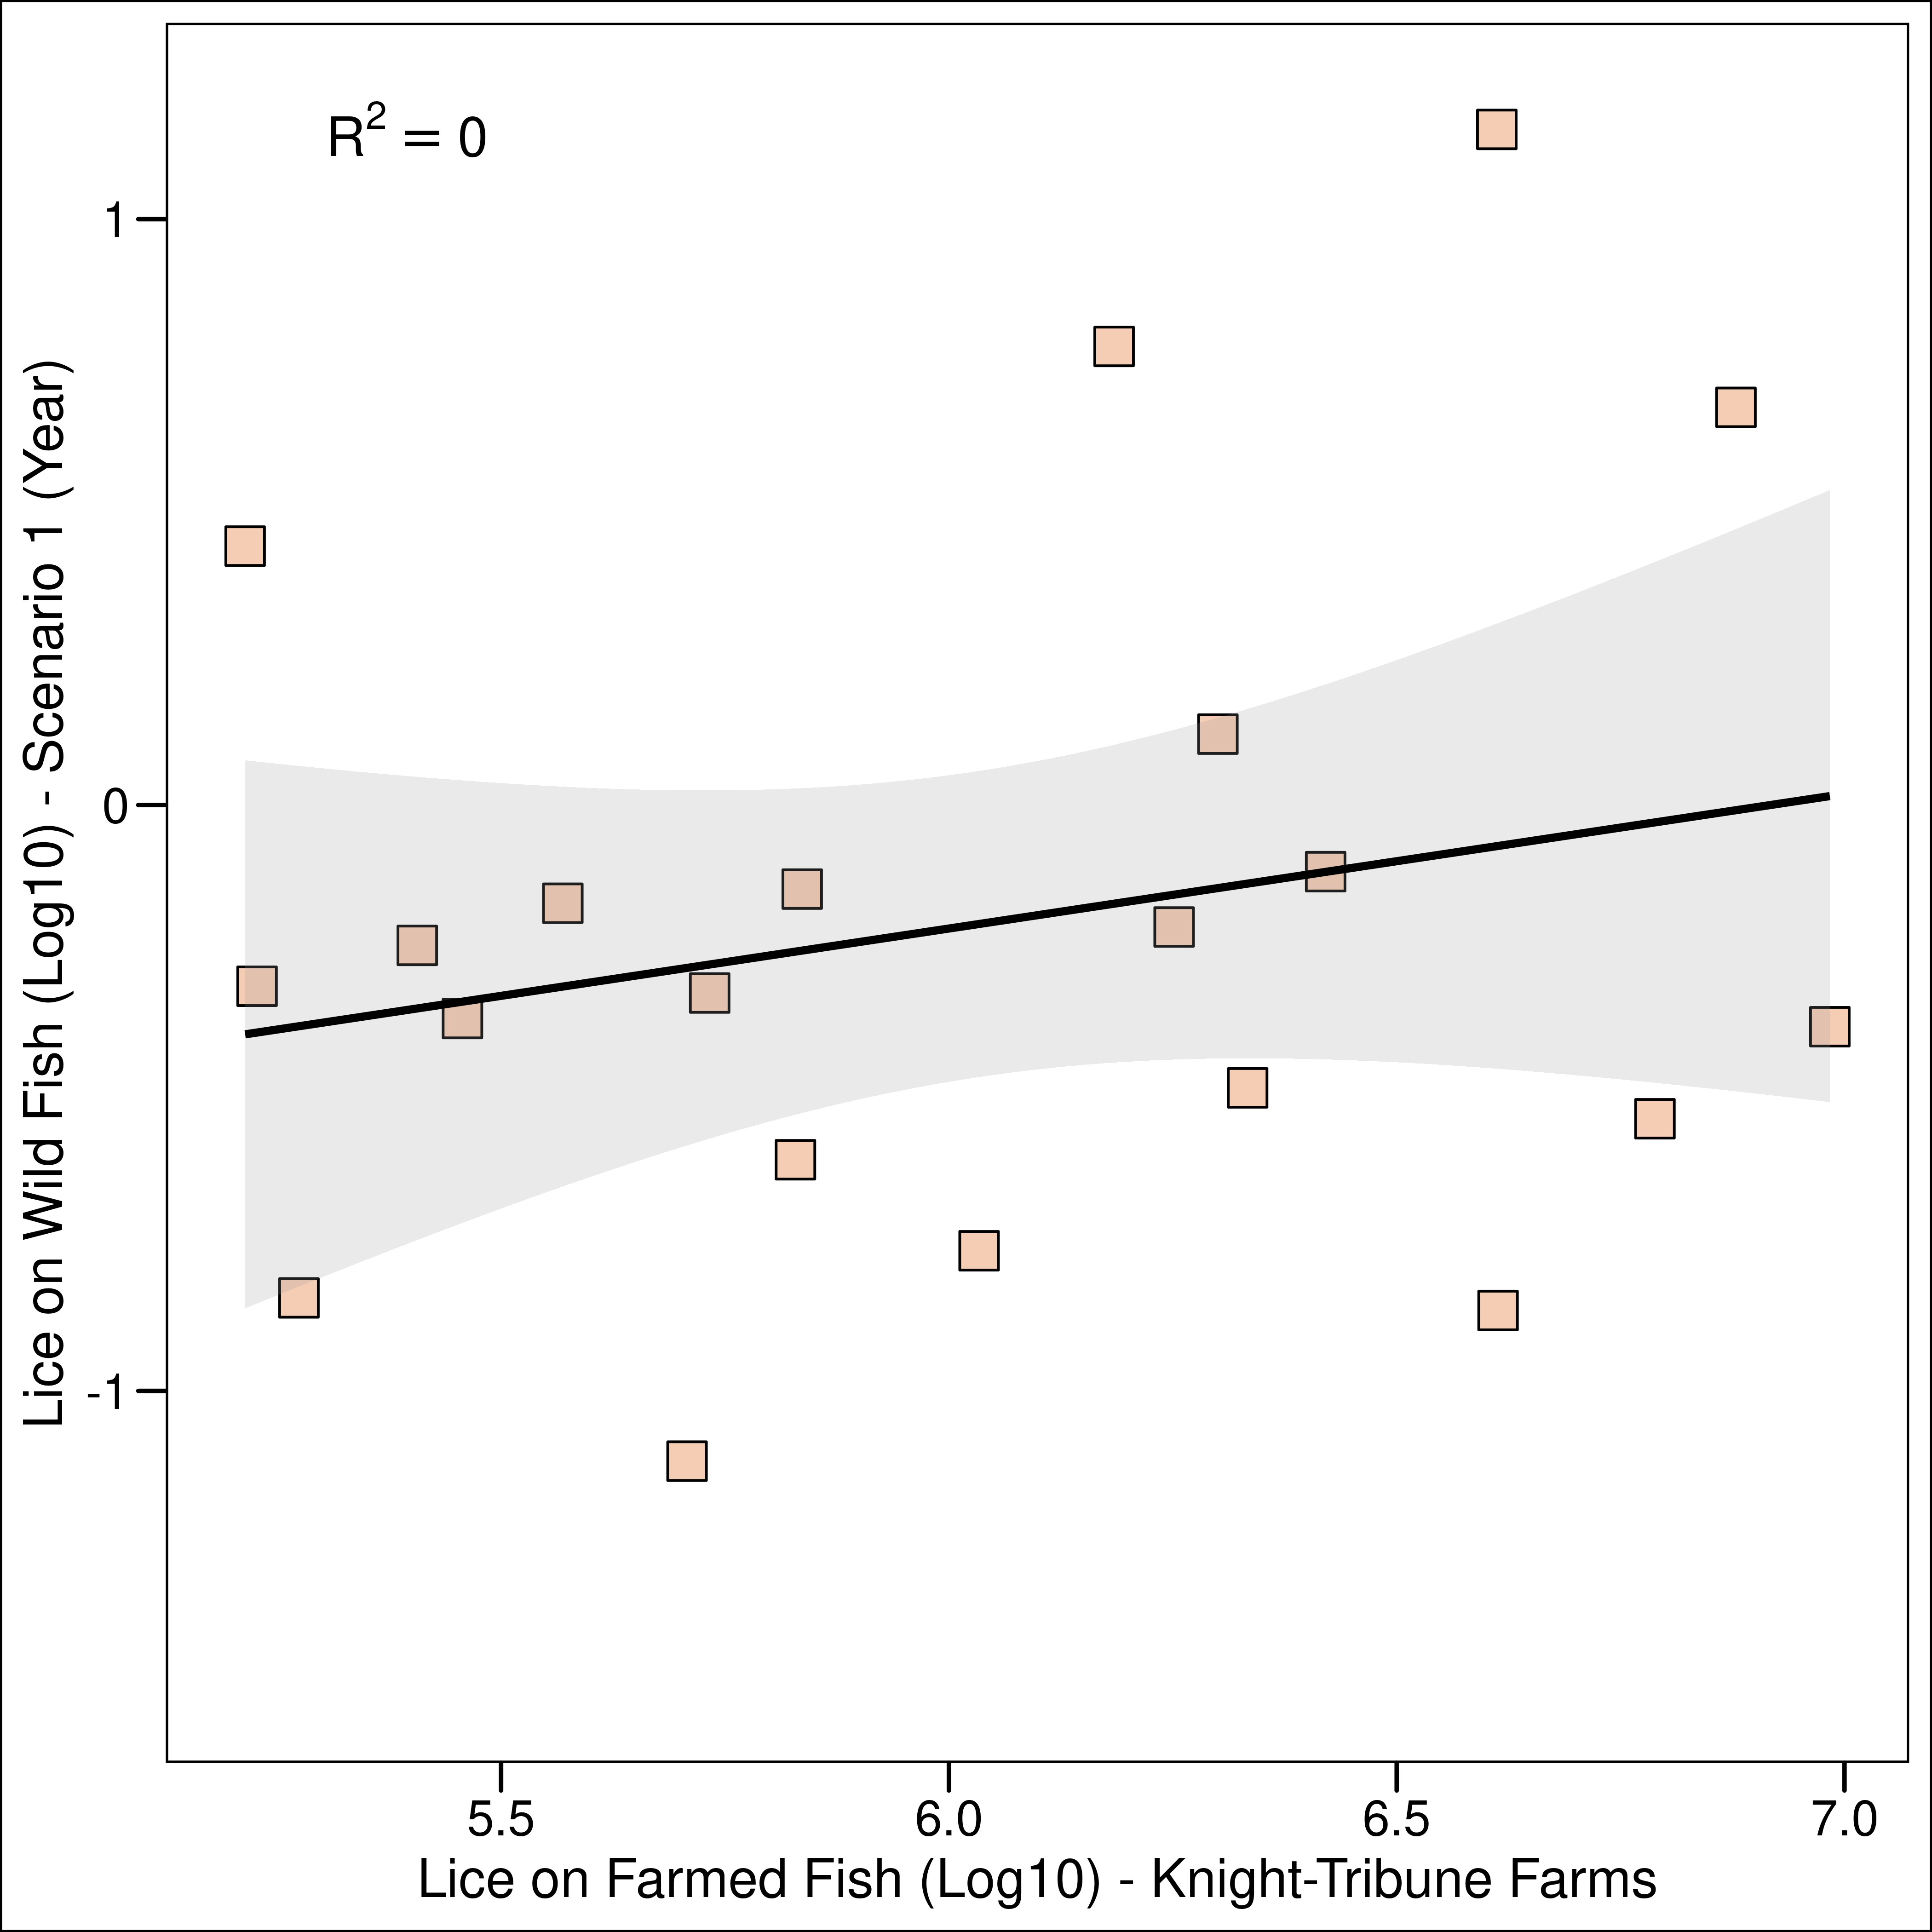 R² = 0
1
0
-1
Lice on Wild Fish (Log10) - Scenario 1 (Year)
5.5 6.0 6.5 7.0
Lice on Farmed Fish (Log10) - Knight-Tribune Farms